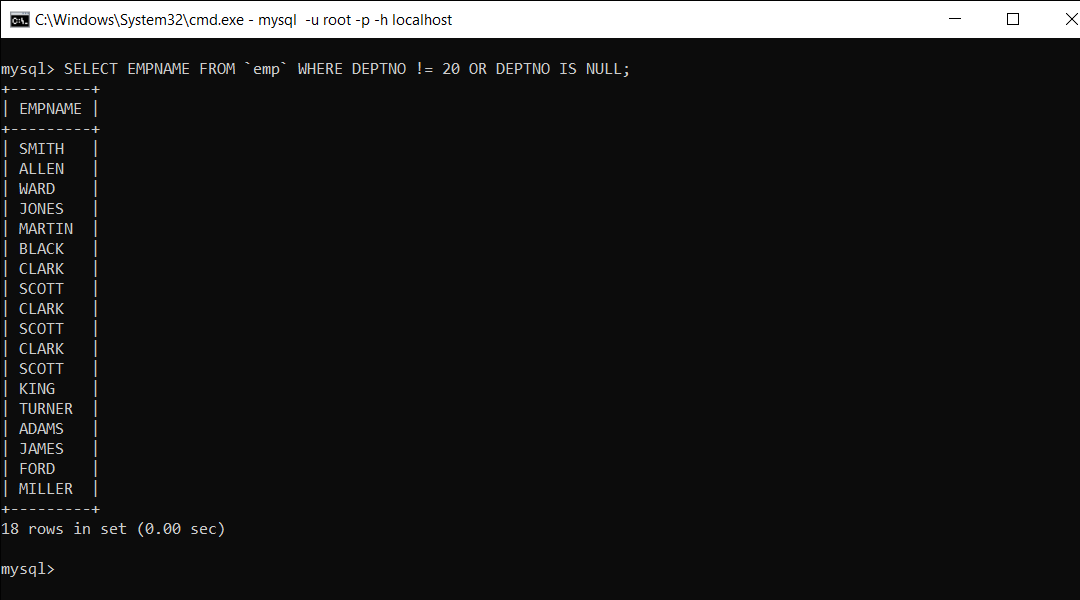 C:\Windows\System32\cmd.exe - mysql  -u root -p -h localhost
mysql> SELECT EMPNAME FROM `emp` WHERE DEPTNO != 20 OR DEPTNO IS NULL;
+---------+
| EMPNAME |
+---------+
| SMITH   |
| ALLEN   |
| WARD    |
| JONES   |
| MARTIN  |
| BLACK   |
| CLARK   |
| SCOTT   |
| CLARK   |
| SCOTT   |
| CLARK   |
| SCOTT   |
| KING    |
| TURNER  |
| ADAMS   |
| JAMES   |
| FORD    |
| MILLER  |
+---------+
18 rows in set (0.00 sec)
mysql>